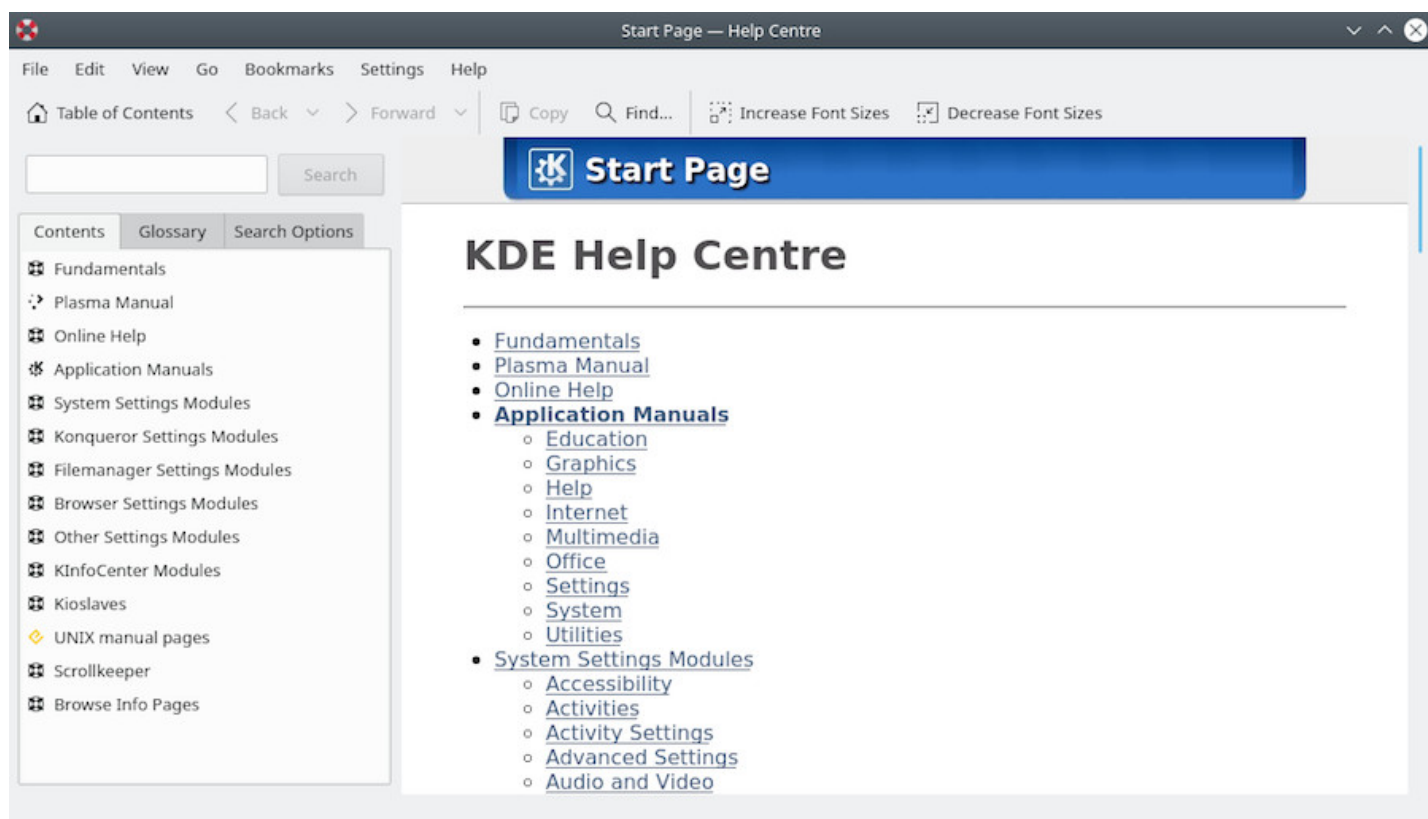 Start Page — Help Centre
File Edit View Go Bookmarks Settings Help
Table of Contents Back Forward Copy Find... Increase Font Sizes Decrease Font Sizes
Search
Contents Glossary Search Options
Fundamentals
Plasma Manual
Online Help
Application Manuals
System Settings Modules
Konqueror Settings Modules
Filemanager Settings Modules
Browser Settings Modules
Other Settings Modules
KInfoCenter Modules
Kioslaves
UNIX manual pages
Scrollkeeper
Browse Info Pages
Start Page
KDE Help Centre
Fundamentals
Plasma Manual
Online Help
Application Manuals
Education
Graphics
Help
Internet
Multimedia
Office
Settings
System
Utilities
System Settings Modules
Accessibility
Activities
Activity Settings
Advanced Settings
Audio and Video